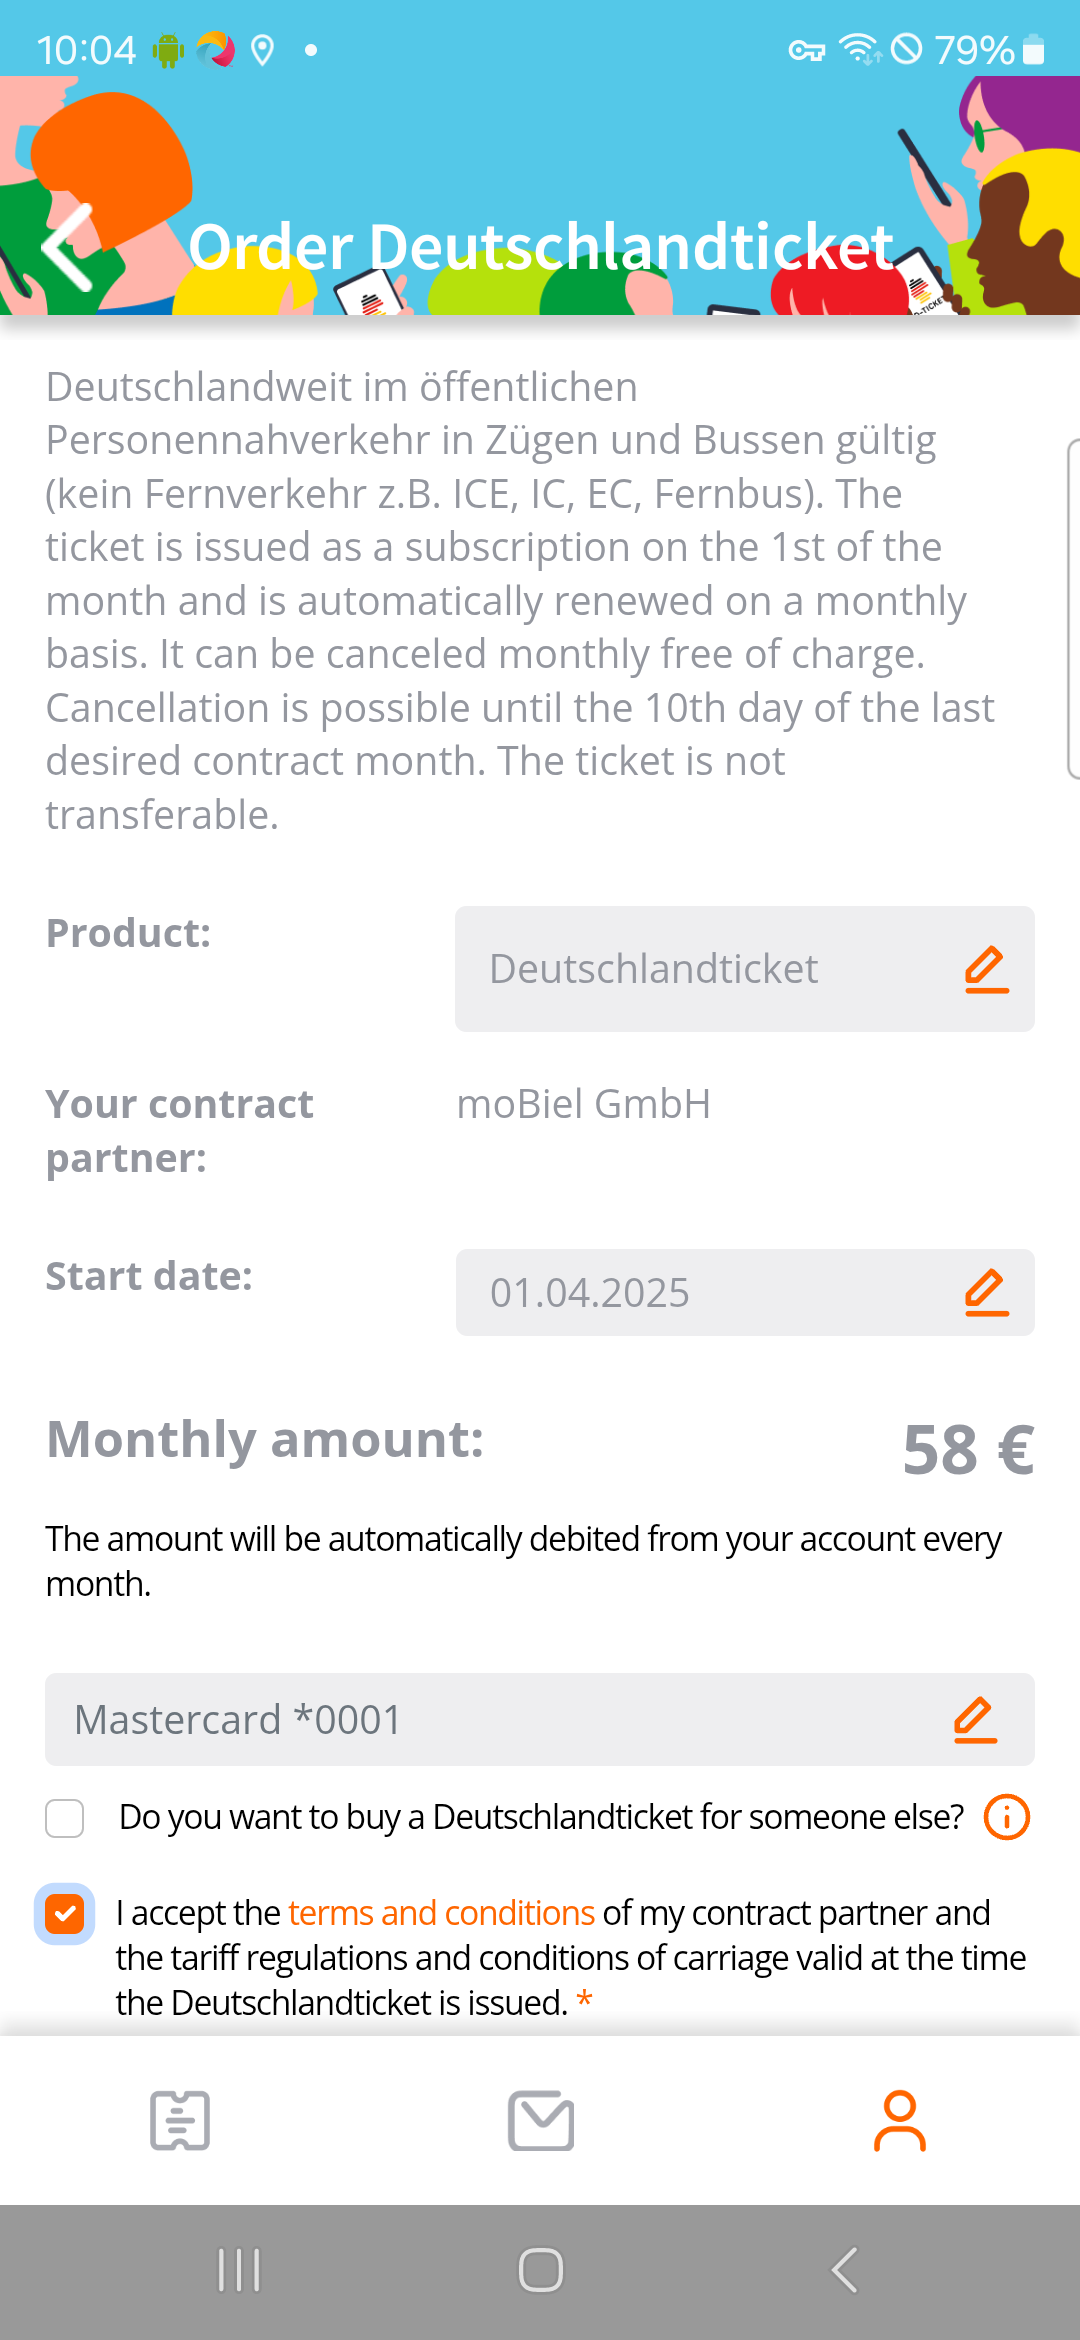 10:04
79%
Order Deutschlandticket
D-TICKET
Deutschlandweit im öffentlichen
Personennahverkehr in Zügen und Bussen gültig
(kein Fernverkehr z.B. ICE, IC, EC, Fernbus). The
ticket is issued as a subscription on the 1st of the
month and is automatically renewed on a monthly
basis. It can be canceled monthly free of charge.
Cancellation is possible until the 10th day of the last
desired contract month. The ticket is not
transferable.
Product:
Deutschlandticket
Your contract
partner:
moBiel GmbH
Start date:
01.04.2025
Monthly amount:
58 €
The amount will be automatically debited from your account every
month.
Mastercard *0001
Do you want to buy a Deutschlandticket for someone else?
I accept the terms and conditions of my contract partner and
the tariff regulations and conditions of carriage valid at the time
the Deutschlandticket is issued. *